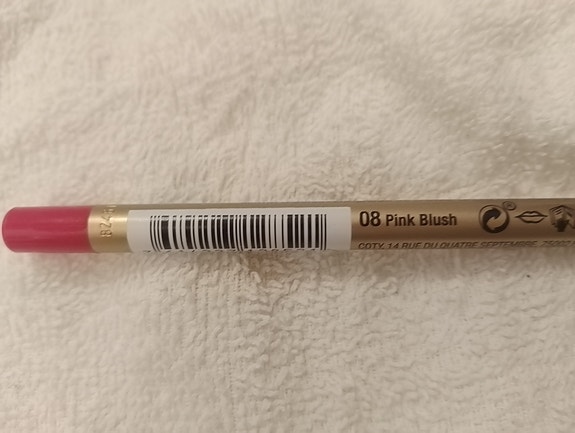 08 Pink Blush
COTY, 14 RUE DU QUATRE SEPTEMBRE,